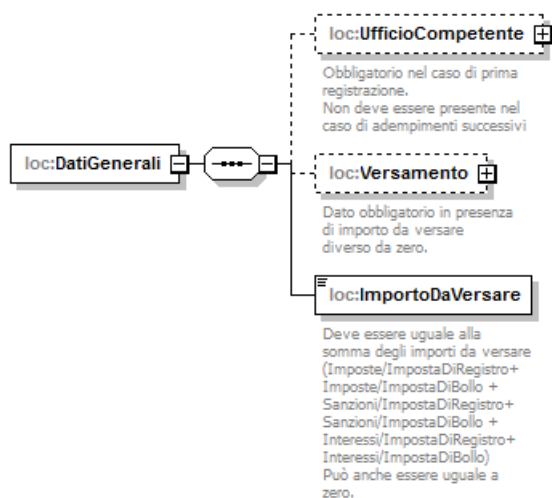 loc:UfficioCompetente
Obbligatorio nel caso di prima
registrazione.
Non deve essere presente nel
caso di adempimenti successivi
loc:DatiGenerali
loc:Versamento
Dato obbligatorio in presenza
di importo da versare
diverso da zero.
loc:ImportoDaVersare
Deve essere uguale alla
somma degli importi da versare
(Imposte/ImpostaDiRegistro+
Imposte/ImpostaDiBollo +
Sanzioni/ImpostaDiRegistro+
Sanzioni/ImpostaDiBollo +
Interessi/ImpostaDiRegistro+
Interessi/ImpostaDiBollo)
Può anche essere uguale a
zero.